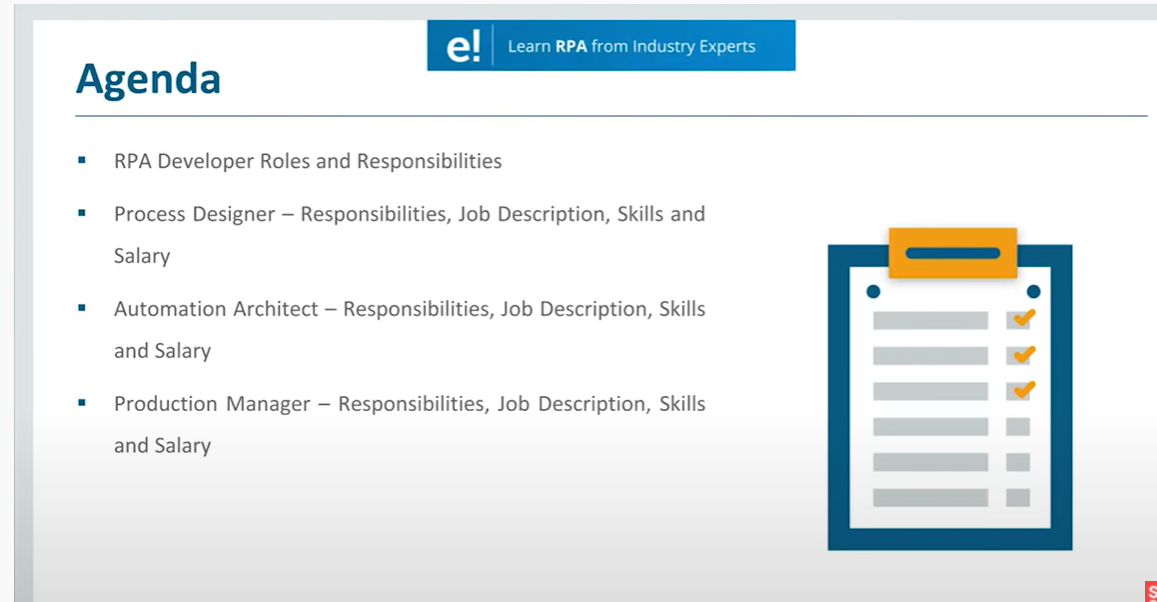 e! Learn RPA from Industry Experts
Agenda
▪ RPA Developer Roles and Responsibilities
▪ Process Designer – Responsibilities, Job Description, Skills and
Salary
▪ Automation Architect – Responsibilities, Job Description, Skills
and Salary
▪ Production Manager – Responsibilities, Job Description, Skills
and Salary
S